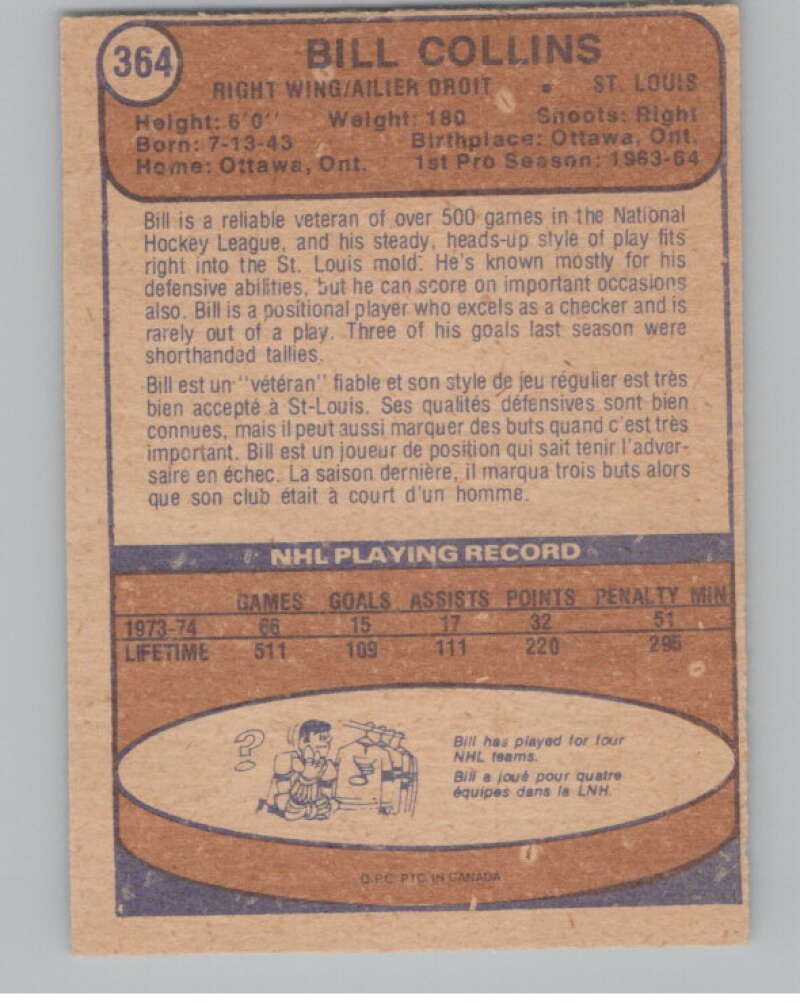 364
BILL COLLINS
RIGHT WING/AILIER DROIT • ST. LOUIS
Height: 6'0'' Weight: 180 Shoots: Right
Born: 7-13-43 Birthplace: Ottawa, Ont.
Home: Ottawa, Ont. 1st Pro Season: 1963-64
Bill is a reliable veteran of over 500 games in the National
Hockey League, and his steady, heads-up style of play fits
right into the St. Louis mold. He's known mostly for his
defensive abilities, but he can score on important occasions
also. Bill is a positional player who excels as a checker and is
rarely out of a play. Three of his goals last season were
shorthanded tallies.
Bill est un "vétéran" fiable et son style de jeu régulier est très
bien accepté à St-Louis. Ses qualités défensives sont bien
connues, mais il peut aussi marquer des buts quand c'est très
important. Bill est un joueur de position qui sait tenir l'adver-
saire en échec. La saison dernière, il marqua trois buts alors
que son club était à court d'un homme.
NHL PLAYING RECORD
GAMES GOALS ASSISTS POINTS PENALTY MIN
1973-74 66 15 17 32 51
LIFETIME 511 109 111 220 295
?
Bill has played for four
NHL teams.
Bill a joué pour quatre
équipes dans la LNH.
O.P.C. PTD. IN CANADA